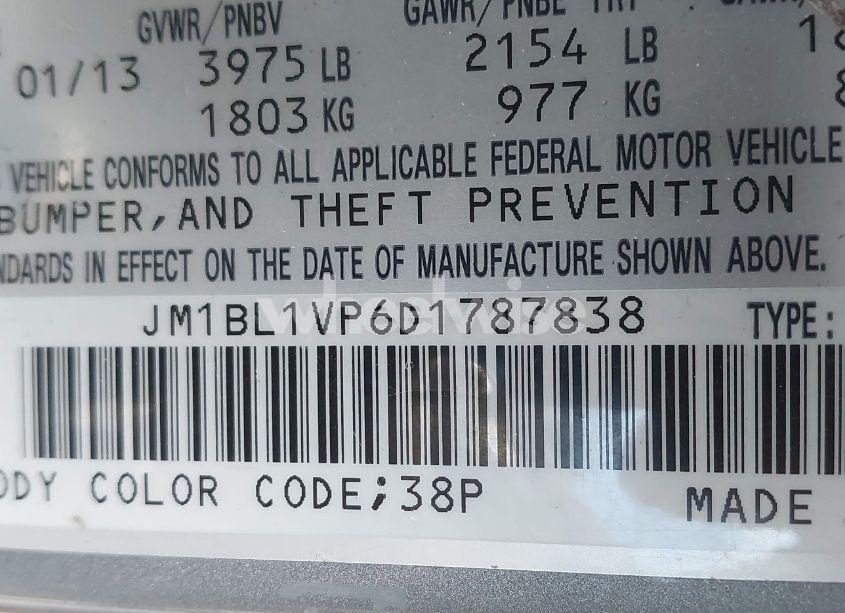 GVWR/PNBV GAWR/PNBE FRT
01/13 3975 LB 2154 LB
1803 KG 977 KG
VEHICLE CONFORMS TO ALL APPLICABLE FEDERAL MOTOR VEHICLE
BUMPER, AND THEFT PREVENTION
NDARDS IN EFFECT ON THE DATE OF MANUFACTURE SHOWN ABOVE.
JM1BL1VP6D1787838 TYPE:
ODY COLOR CODE;38P
MADE